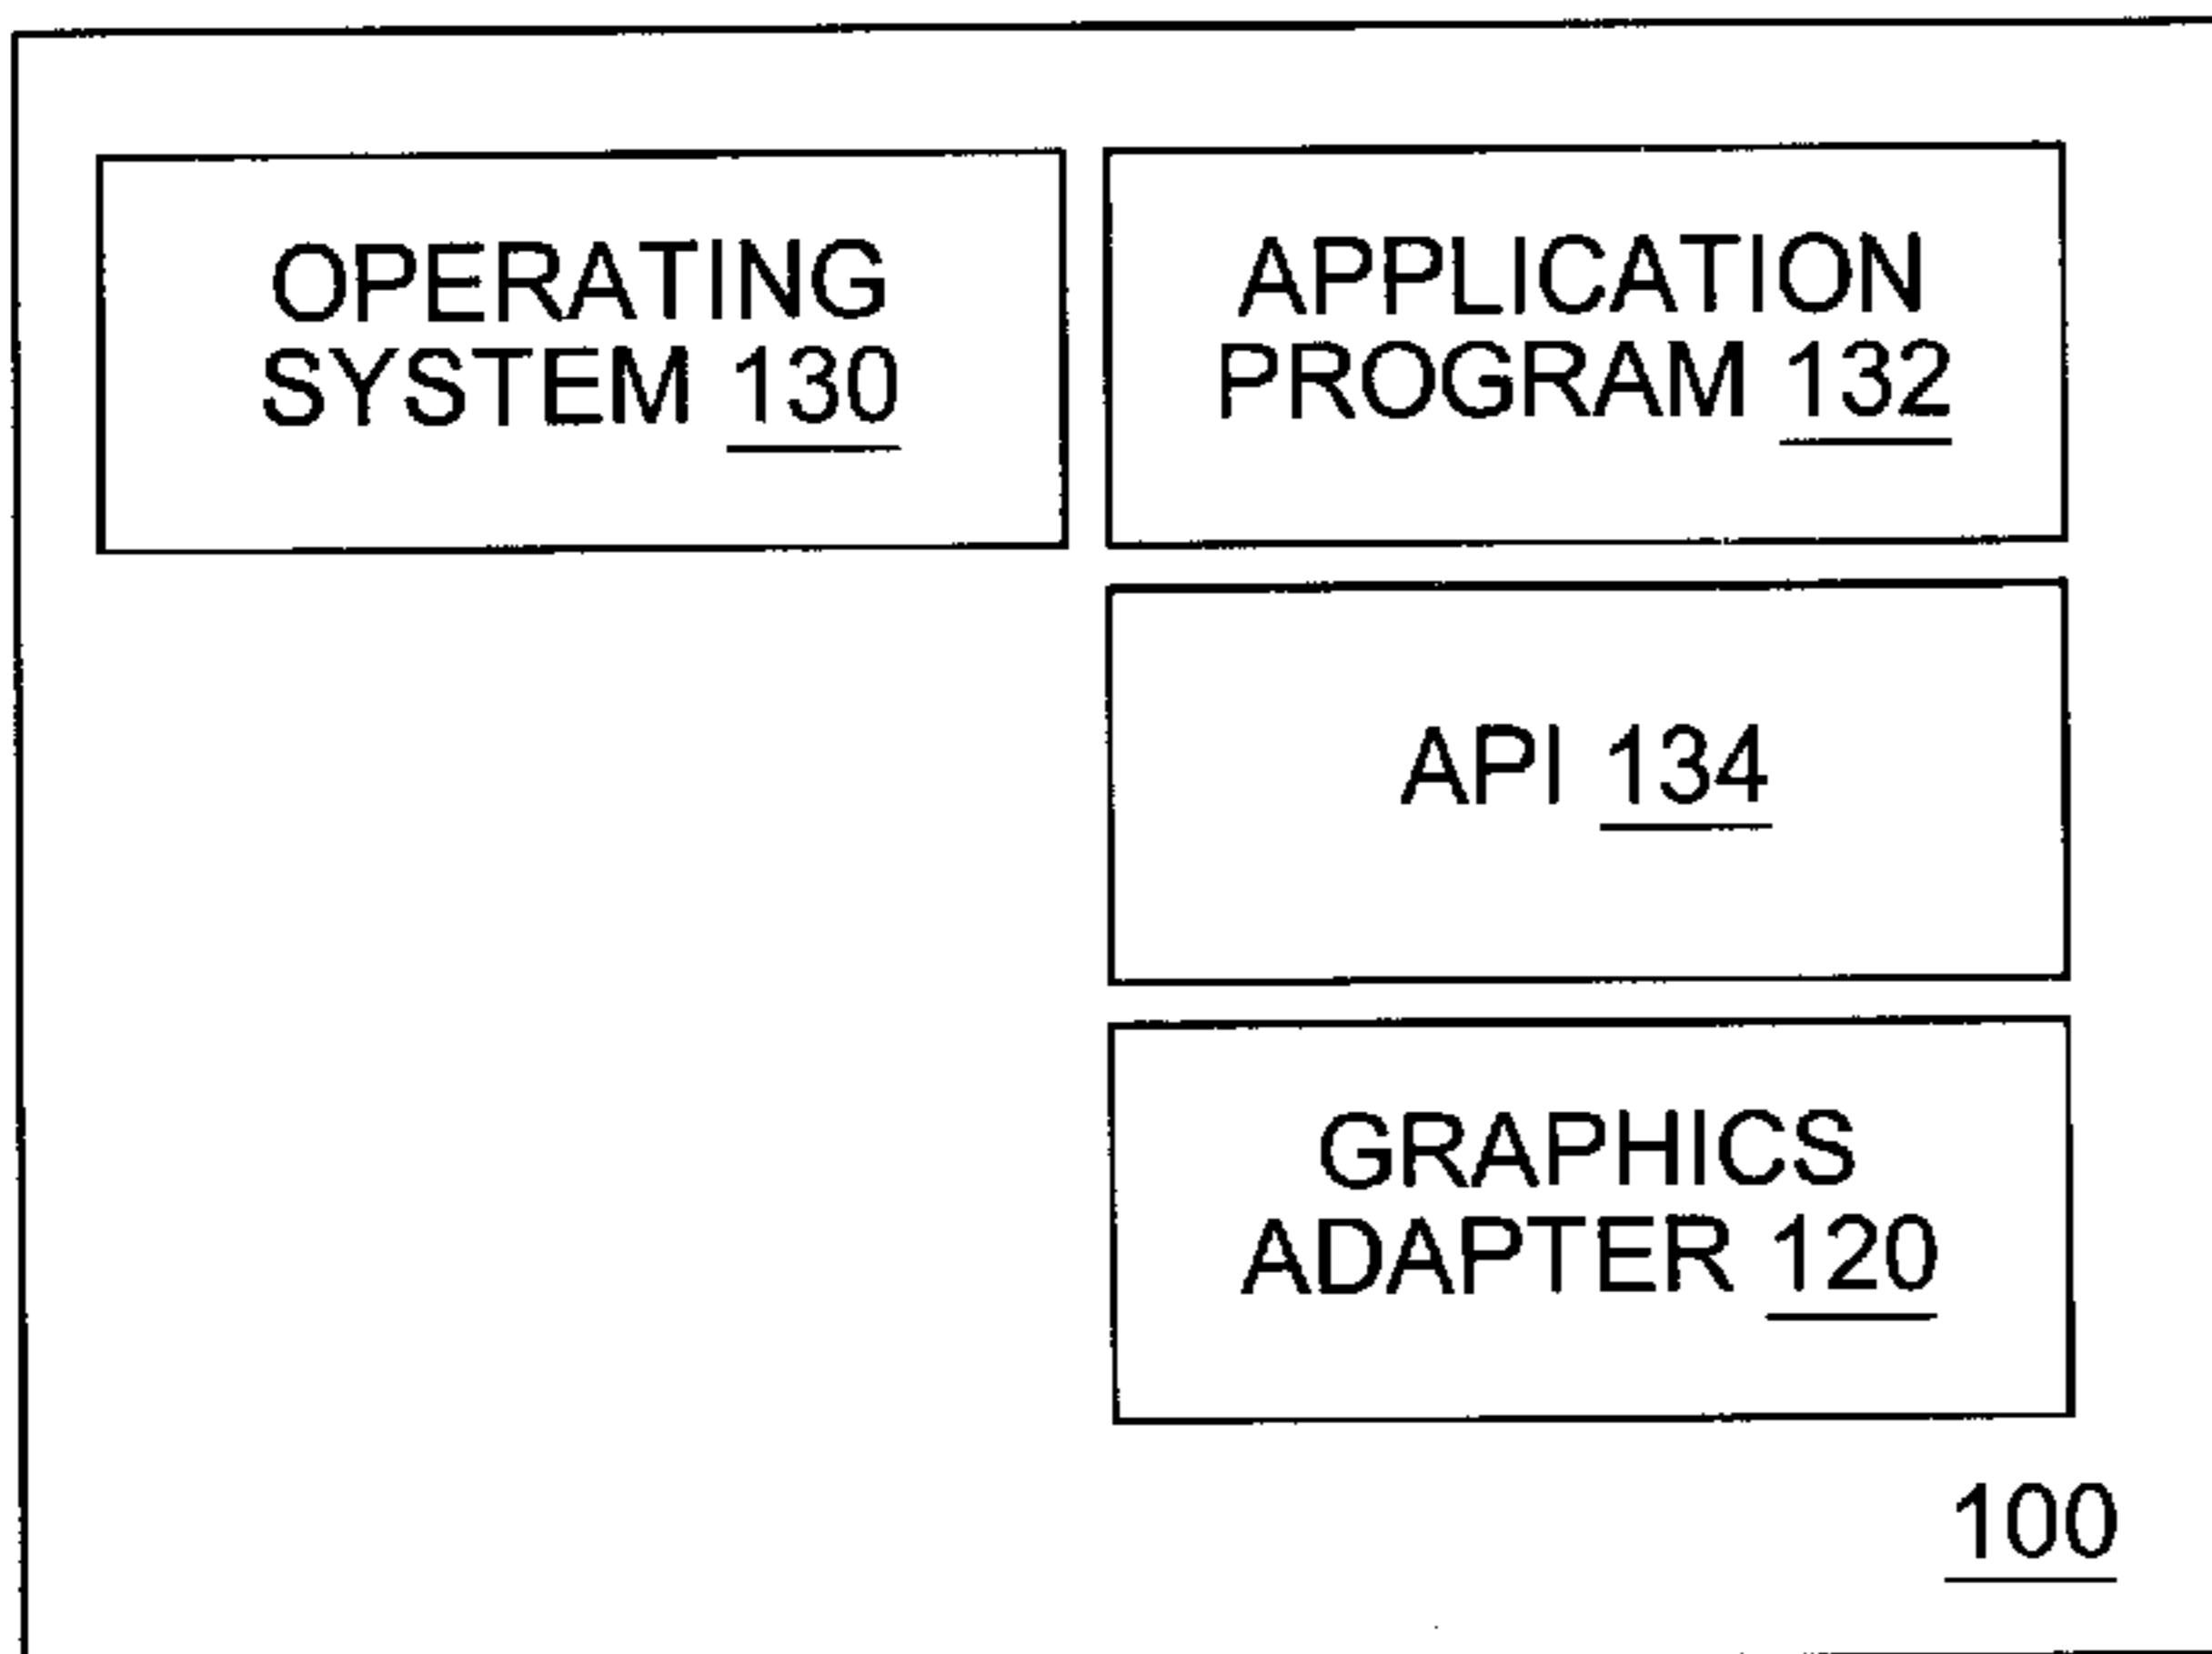 OPERATING
SYSTEM 130
APPLICATION
PROGRAM 132
API 134
GRAPHICS
ADAPTER 120
100